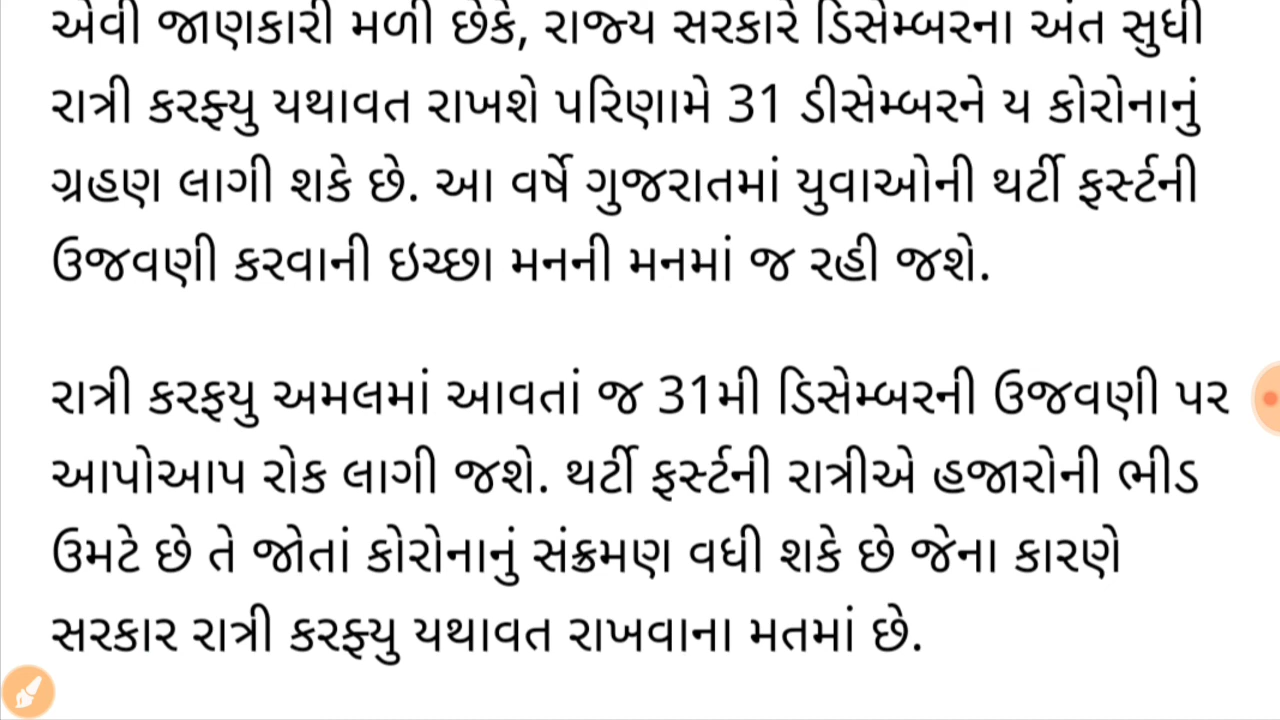 એવી જાણકારી મળી છેકે, રાજ્ય સરકારે ડિસેમ્બરના અંત સુધી
રાત્રી કરફ્યુ યથાવત રાખશે પરિણામે 31 ડીસેમ્બરને ય કોરોનાનું
ગ્રહણ લાગી શકે છે. આ વર્ષે ગુજરાતમાં યુવાઓની થર્ટી ફર્સ્ટની
ઉજવણી કરવાની ઇચ્છા મનની મનમાં જ રહી જશે.
રાત્રી કરફયુ અમલમાં આવતાં જ 31મી ડિસેમ્બરની ઉજવણી પર
આપોઆપ રોક લાગી જશે. થર્ટી ફર્સ્ટની રાત્રીએ હજારોની ભીડ
ઉમટે છે તે જોતાં કોરોનાનું સંક્રમણ વધી શકે છે જેના કારણે
સરકાર રાત્રી કરફ્યુ યથાવત રાખવાના મતમાં છે.